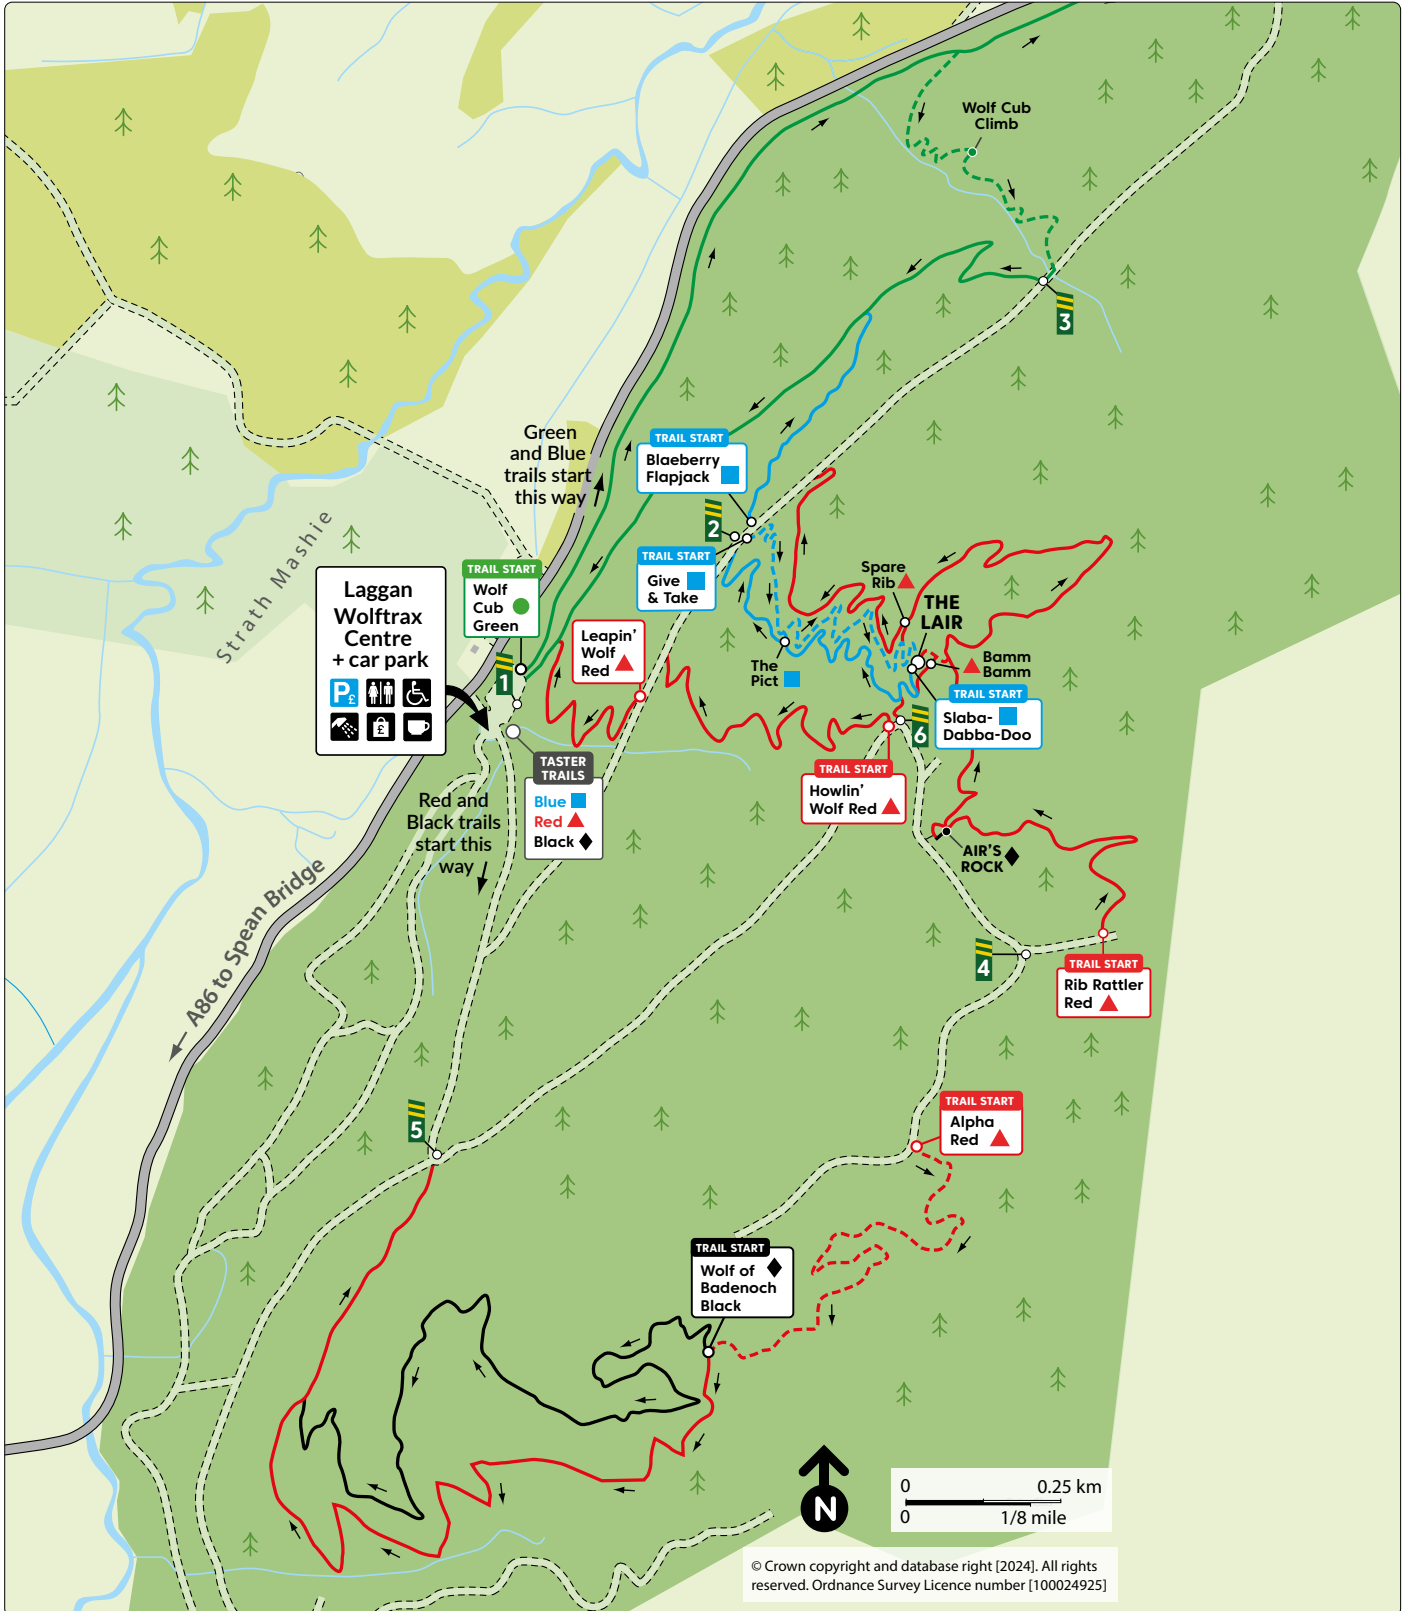 Wolf Cub
Climb
3
Green
and Blue
trails start
this way
TRAIL START
Blaeberry
Flapjack
2
TRAIL START
Give
& Take
Strath Mashie
TRAIL START
Wolf
Cub
Green
Laggan
Wolftrax
Centre
+ car park
P£
£
1
Leapin'
Wolf
Red
Spare
Rib
THE
LAIR
The
Pict
Bamm
Bamm
TRAIL START
Slaba-
Dabba-Doo
6
TASTER
TRAILS
Blue
Red
Black
TRAIL START
Howlin'
Wolf Red
Red and
Black trails
start this
way
AIR'S
ROCK
A86 to Spean Bridge
4
TRAIL START
Rib Rattler
Red
5
TRAIL START
Alpha
Red
TRAIL START
Wolf of
Badenoch
Black
N
0 0.25 km
0 1/8 mile
© Crown copyright and database right [2024]. All rights
reserved. Ordnance Survey Licence number [100024925]